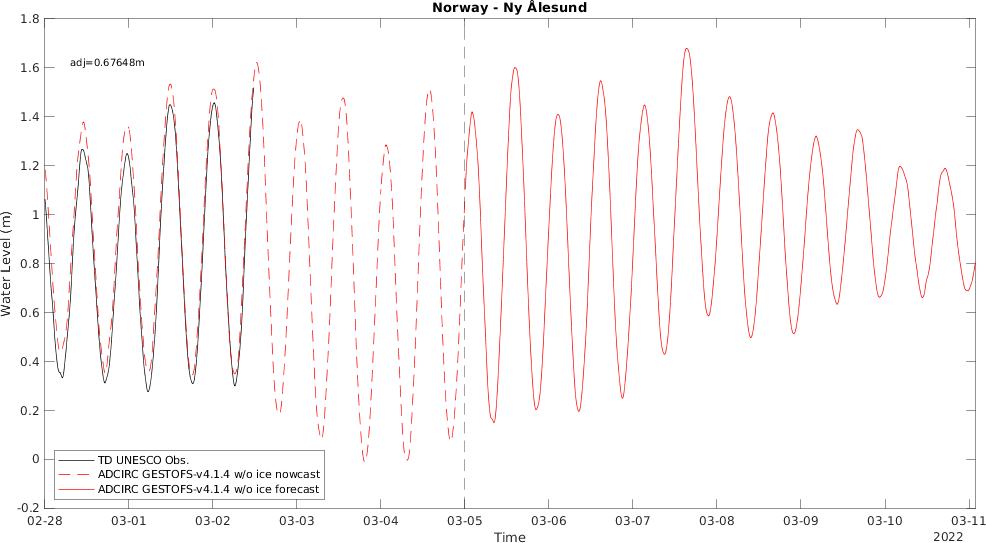 Norway - Ny Ålesund
1.8
1.6
1.4
1.2
1
0.8
0.6
0.4
0.2
0
-0.2
Water Level (m)
adj=0.67648m
TD UNESCO Obs.
ADCIRC GESTOFS-v4.1.4 w/o ice nowcast
ADCIRC GESTOFS-v4.1.4 w/o ice forecast
02-28 03-01 03-02 03-03 03-04 03-05 03-06 03-07 03-08 03-09 03-10 03-11
Time
2022